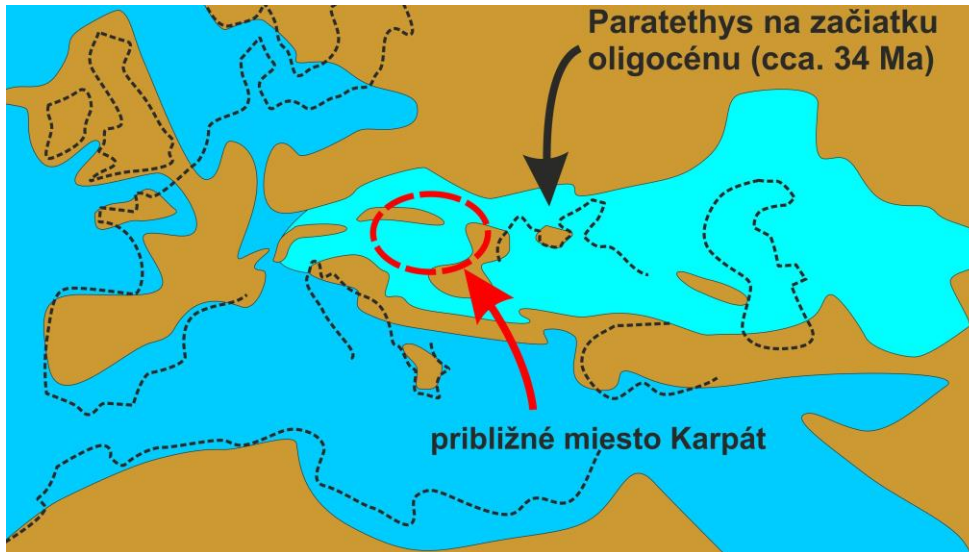 Paratethys na začiatku
oligocénu (cca. 34 Ma)
približné miesto Karpát